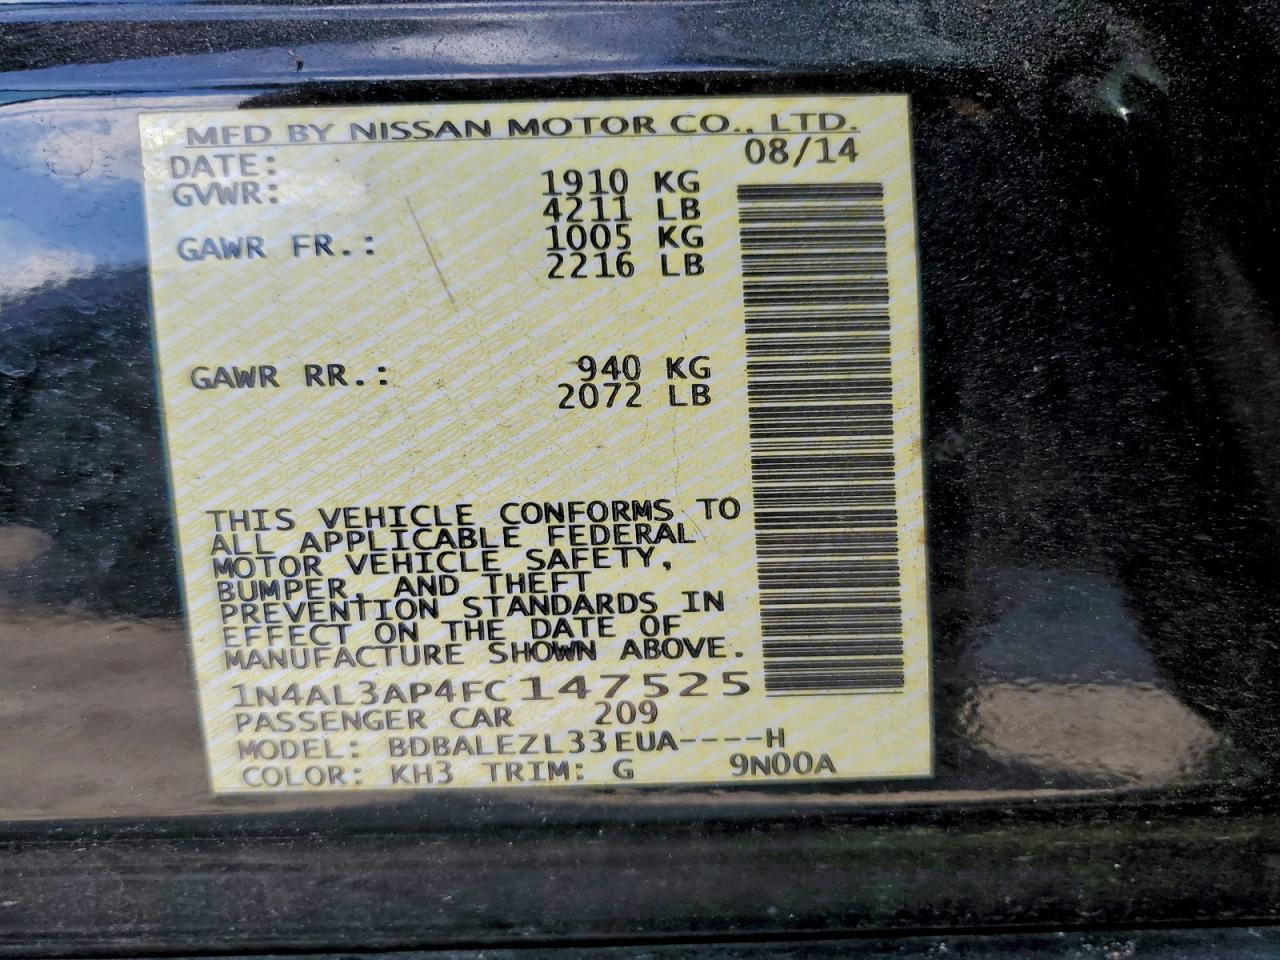 MFD BY NISSAN MOTOR CO., LTD.
DATE: 08/14
GVWR: 1910 KG
4211 LB
GAWR FR.: 1005 KG
2216 LB
GAWR RR.: 940 KG
2072 LB
THIS VEHICLE CONFORMS TO
ALL APPLICABLE FEDERAL
MOTOR VEHICLE SAFETY,
BUMPER, AND THEFT
PREVENTION STANDARDS IN
EFFECT ON THE DATE OF
MANUFACTURE SHOWN ABOVE.
1N4AL3AP4FC147525
PASSENGER CAR 209
MODEL: BDBALEZL33EUA----H
COLOR: KH3 TRIM: G 9N00A